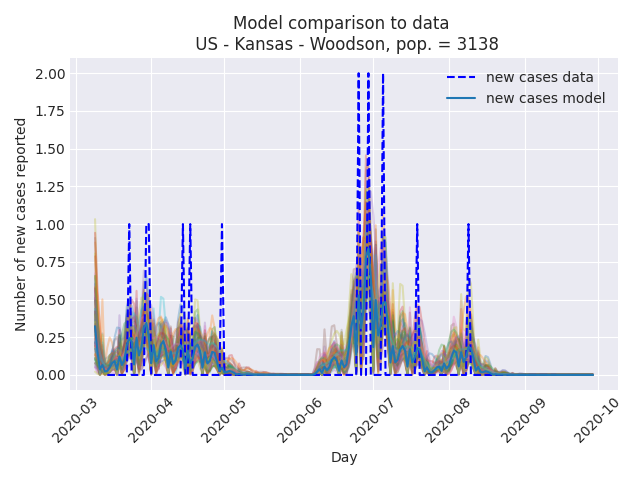 Model comparison to data
US - Kansas - Woodson, pop. = 3138
new cases data
new cases model
Number of new cases reported
2.00
1.75
1.50
1.25
1.00
0.75
0.50
0.25
0.00
2020-03
2020-04
2020-05
2020-06
2020-07
2020-08
2020-09
2020-10
Day